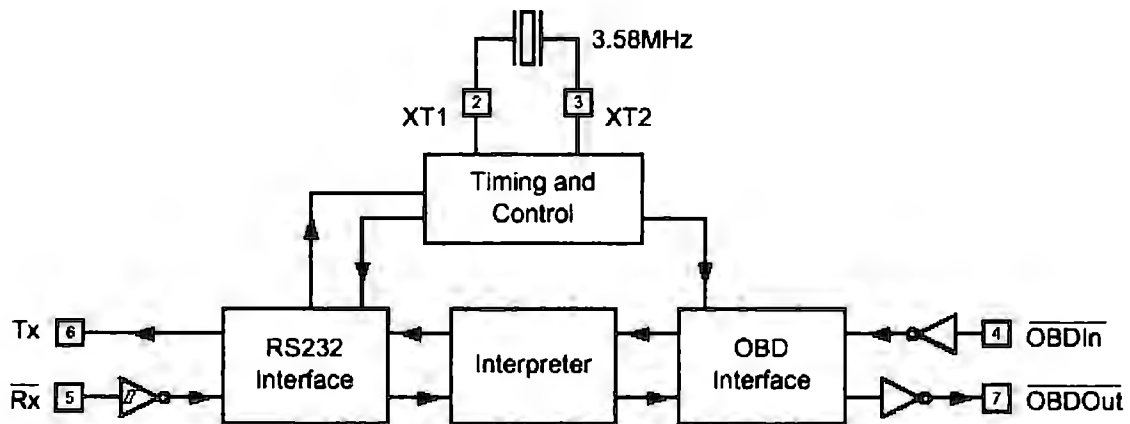 3.58MHz
2
3
XT1
XT2
Timing and
Control
Tx
6
RS232
Interface
Interpreter
OBD
Interface
4
OBDIn
Rx
5
7
OBDOut